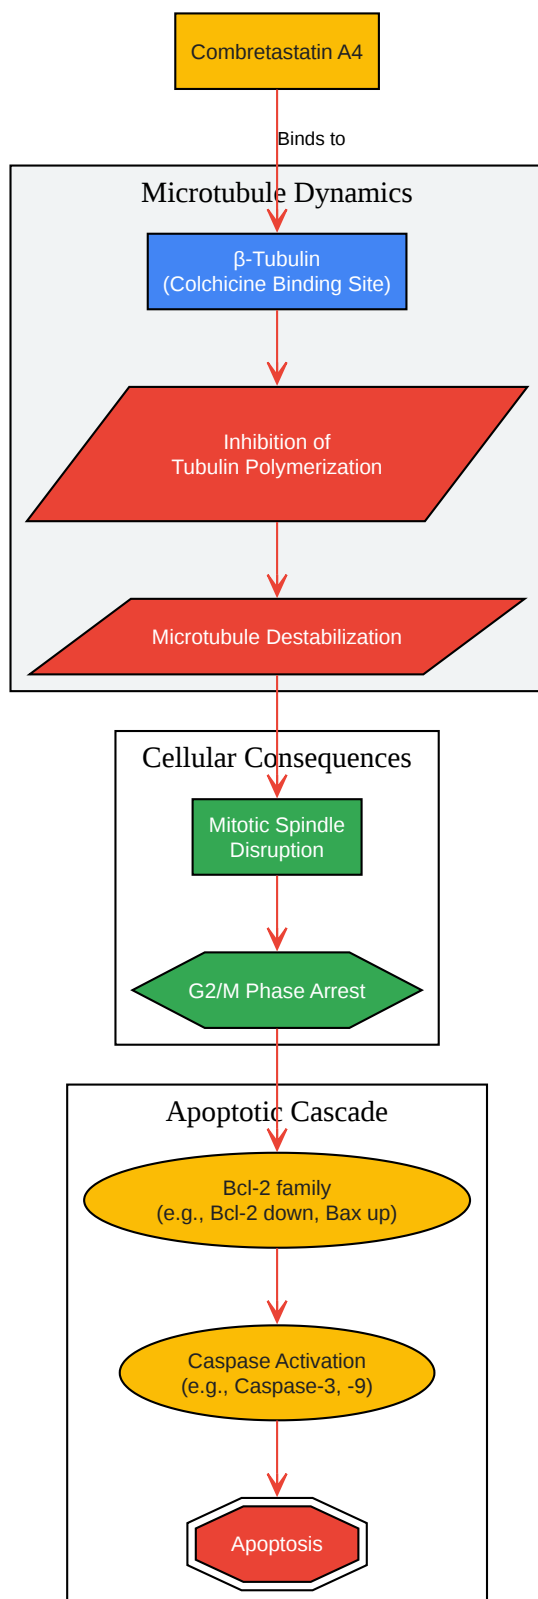 Combretastatin A4
Binds to
Microtubule Dynamics
β-Tubulin
(Colchicine Binding Site)
Inhibition of
Tubulin Polymerization
Microtubule Destabilization
Cellular Consequences
Mitotic Spindle
Disruption
G2/M Phase Arrest
Apoptotic Cascade
Bcl-2 family
(e.g., Bcl-2 down, Bax up)
Caspase Activation
(e.g., Caspase-3, -9)
Apoptosis